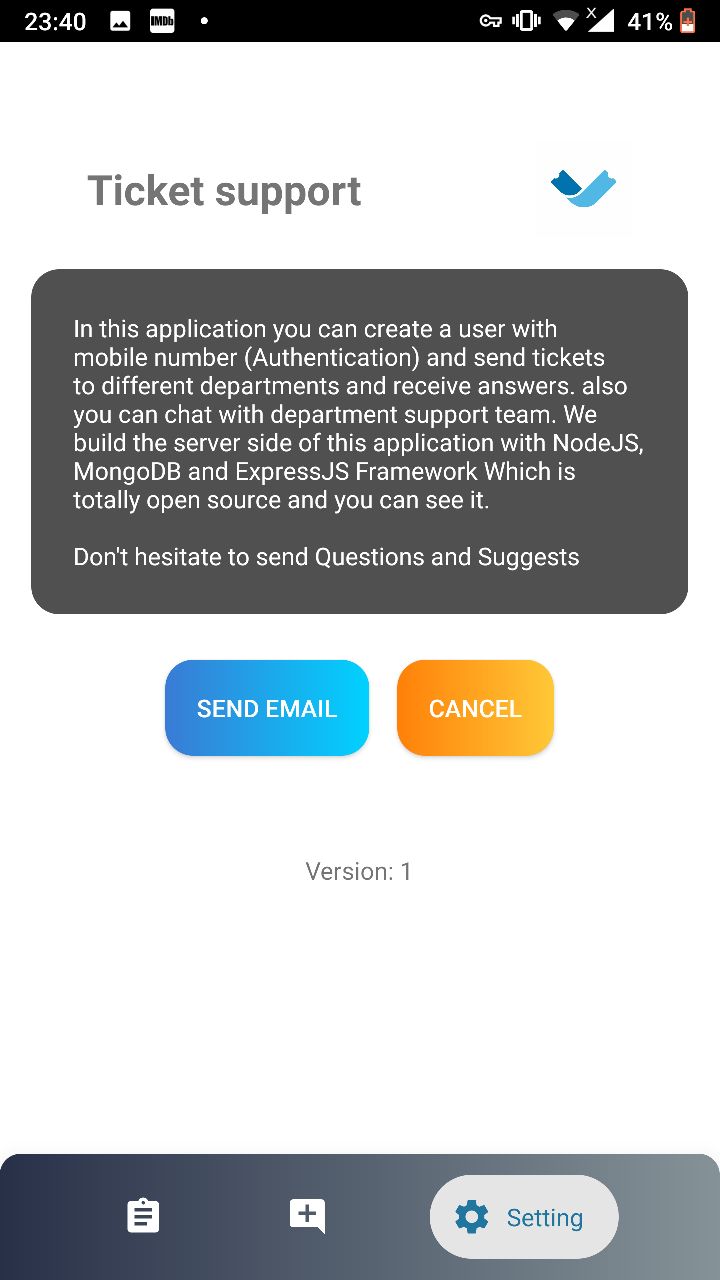 23:40
IMDb
X
41%
Ticket support
In this application you can create a user with
mobile number (Authentication) and send tickets
to different departments and receive answers. also
you can chat with department support team. We
build the server side of this application with NodeJS,
MongoDB and ExpressJS Framework Which is
totally open source and you can see it.
Don't hesitate to send Questions and Suggests
SEND EMAIL
CANCEL
Version: 1
Setting